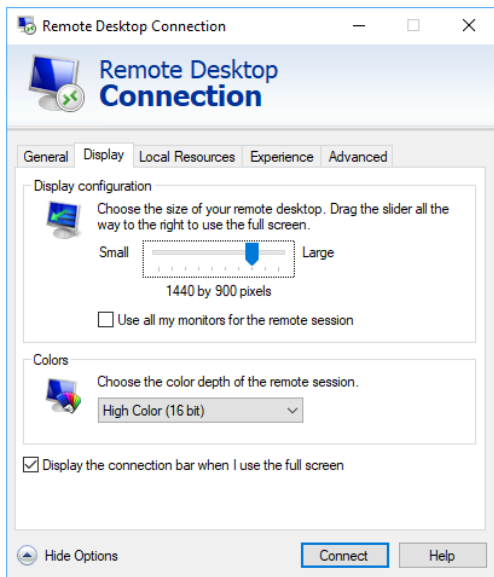 Remote Desktop Connection
Remote Desktop
Connection
General Display Local Resources Experience Advanced
Display configuration
Choose the size of your remote desktop. Drag the slider all the
way to the right to use the full screen.
Small Large
1440 by 900 pixels
Use all my monitors for the remote session
Colors
Choose the color depth of the remote session.
High Color (16 bit)
Display the connection bar when I use the full screen
Hide Options Connect Help